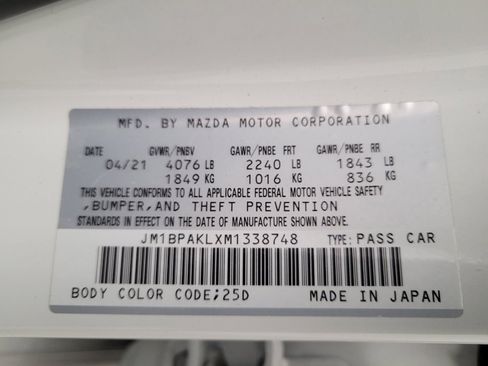 MFD. BY MAZDA MOTOR CORPORATION
GVWR/PNBV GAWR/PNBE FRT GAWR/PNBE RR
04/21 4076 LB 2240 LB 1843 LB
1849 KG 1016 KG 836 KG
THIS VEHICLE CONFORMS TO ALL APPLICABLE FEDERAL MOTOR VEHICLE SAFETY
,BUMPER,AND THEFT PREVENTION
STANDARDS IN EFFECT ON THE DATE OF MANUFACTURE SHOWN ABOVE.
JM1BPAKLXM1338748 TYPE: PASS CAR
BODY COLOR CODE;25D MADE IN JAPAN